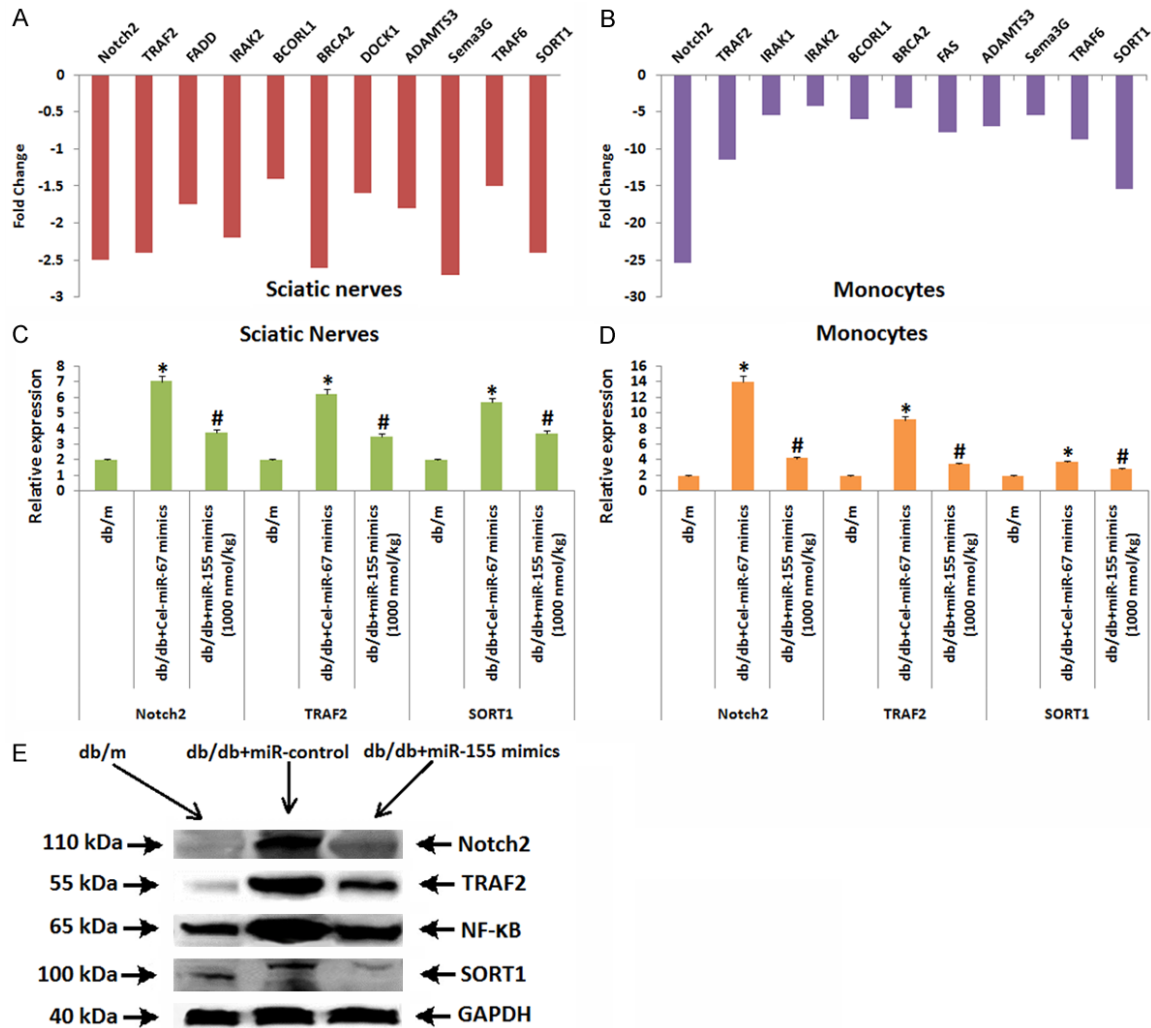 A
Notch2 TRAF2 FADD IRAK2 BCORL1 BRCA2 DOCK1 ADAMTS3 Sema3G TRAF6 SORT1
Fold Change
0
-0.5
-1
-1.5
-2
-2.5
-3
Sciatic nerves
B
Notch2 TRAF2 IRAK1 IRAK2 BCORL1 BRCA2 FAS ADAMTS3 Sema3G TRAF6 SORT1
Fold Change
0
-5
-10
-15
-20
-25
-30
Monocytes
C
Sciatic Nerves
Relative expression
8
7
6
5
4
3
2
1
0
* # * # * #
db/m
db/db+Cel-miR-67 mimics
db/db+miR-155 mimics
(1000 nmol/kg)
db/m
db/db+Cel-miR-67 mimics
db/db+miR-155 mimics
(1000 nmol/kg)
db/m
db/db+Cel-miR-67 mimics
db/db+miR-155 mimics
(1000 nmol/kg)
Notch2 TRAF2 SORT1
D
Monocytes
Relative expression
16
14
12
10
8
6
4
2
0
* # * # * #
db/m
db/db+Cel-miR-67 mimics
db/db+miR-155 mimics
(1000 nmol/kg)
db/m
db/db+Cel-miR-67 mimics
db/db+miR-155 mimics
(1000 nmol/kg)
db/m
db/db+Cel-miR-67 mimics
db/db+miR-155 mimics
(1000 nmol/kg)
Notch2 TRAF2 SORT1
E
db/m db/db+miR-control db/db+miR-155 mimics
110 kDa Notch2
55 kDa TRAF2
65 kDa NF-κB
100 kDa SORT1
40 kDa GAPDH